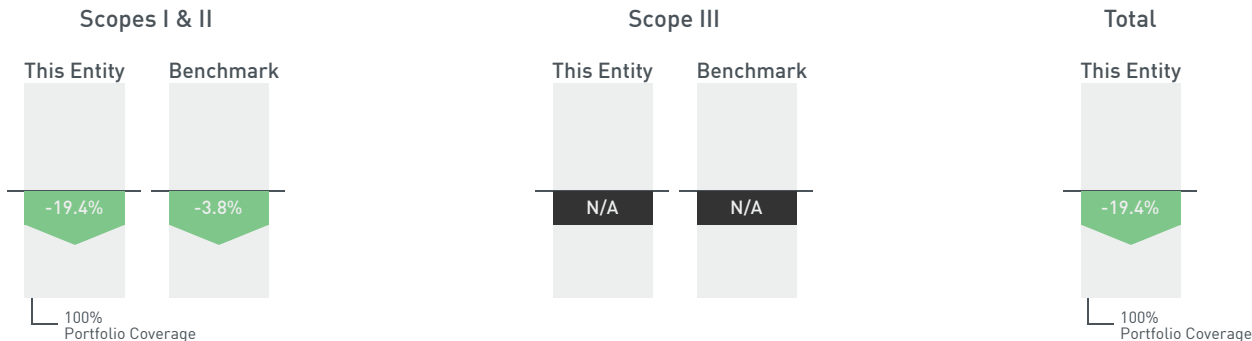 Scopes I & II
This Entity
Benchmark
-19.4%
-3.8%
100%
Portfolio Coverage
Scope III
This Entity
Benchmark
N/A
N/A
Total
This Entity
-19.4%
100%
Portfolio Coverage